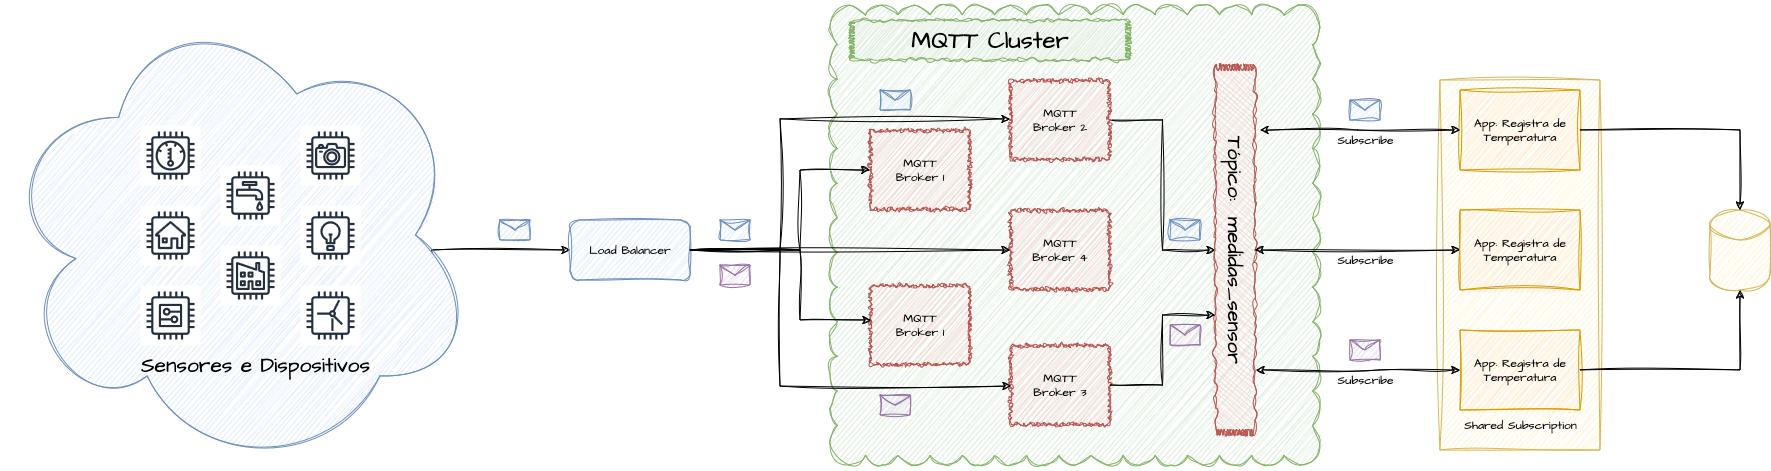 Sensores e Dispositivos
Load Balancer
MQTT Cluster
MQTT
Broker 2
MQTT
Broker 1
MQTT
Broker 4
MQTT
Broker 1
MQTT
Broker 3
Tópico: medidas_sensor
Subscribe
Subscribe
Subscribe
App: Registra de
Temperatura
App: Registra de
Temperatura
App: Registra de
Temperatura
Shared Subscription